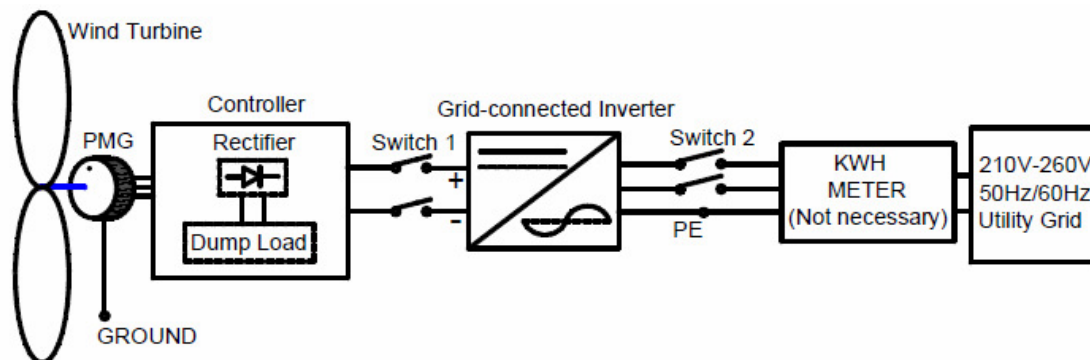 Wind Turbine
PMG
GROUND
Controller
Rectifier
Dump Load
Switch 1
+
-
Grid-connected Inverter
Switch 2
PE
KWH
METER
(Not necessary)
210V-260V
50Hz/60Hz
Utility Grid